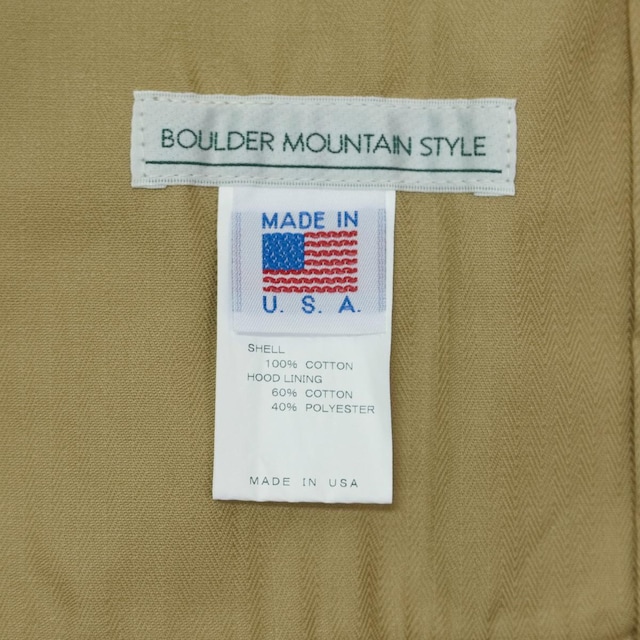 BOULDER MOUNTAIN STYLE
MADE IN
U. S. A.
SHELL
100% COTTON
HOOD LINING
60% COTTON
40% POLYESTER
MADE IN USA